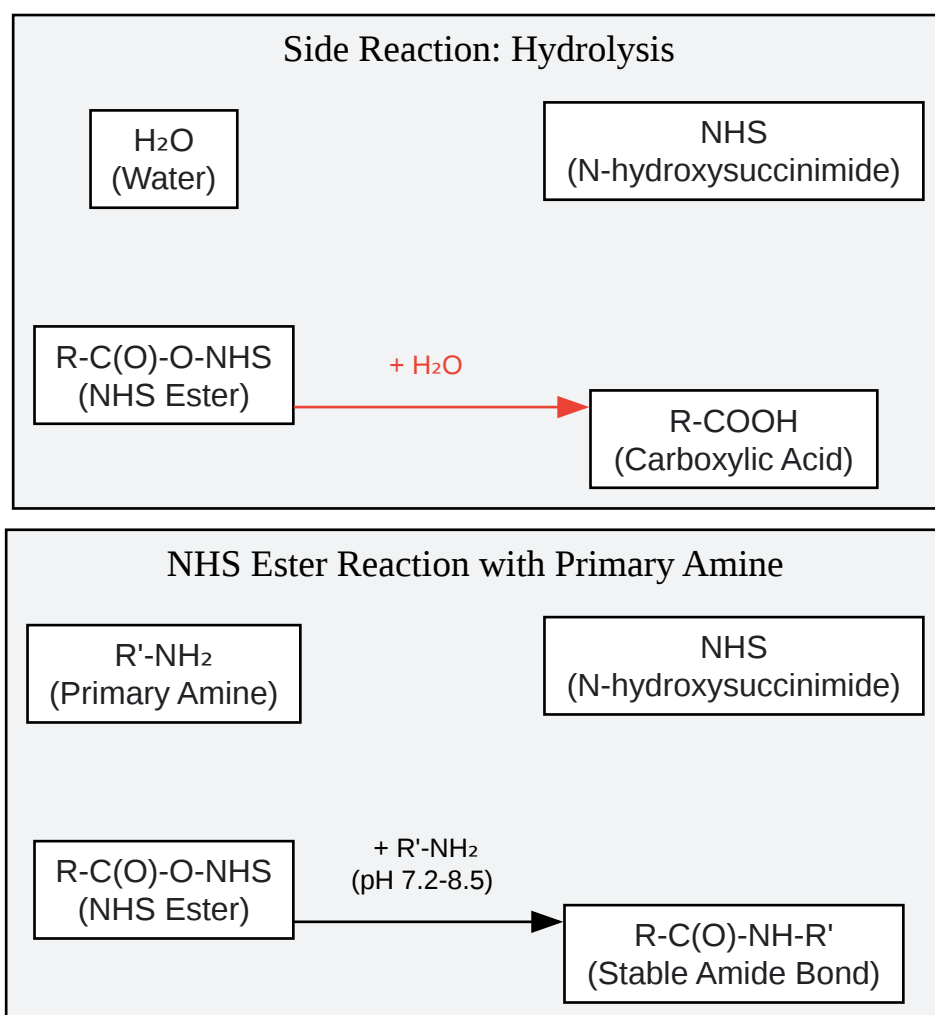 Side Reaction: Hydrolysis
H₂O
(Water)
NHS
(N-hydroxysuccinimide)
R-C(O)-O-NHS
(NHS Ester)
+ H₂O
R-COOH
(Carboxylic Acid)
NHS Ester Reaction with Primary Amine
R'-NH₂
(Primary Amine)
NHS
(N-hydroxysuccinimide)
R-C(O)-O-NHS
(NHS Ester)
+ R'-NH₂
(pH 7.2-8.5)
R-C(O)-NH-R'
(Stable Amide Bond)